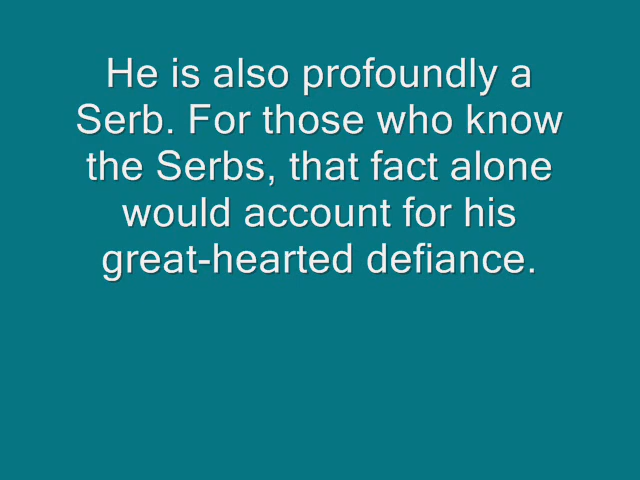 He is also profoundly a
Serb. For those who know
the Serbs, that fact alone
would account for his
great-hearted defiance.